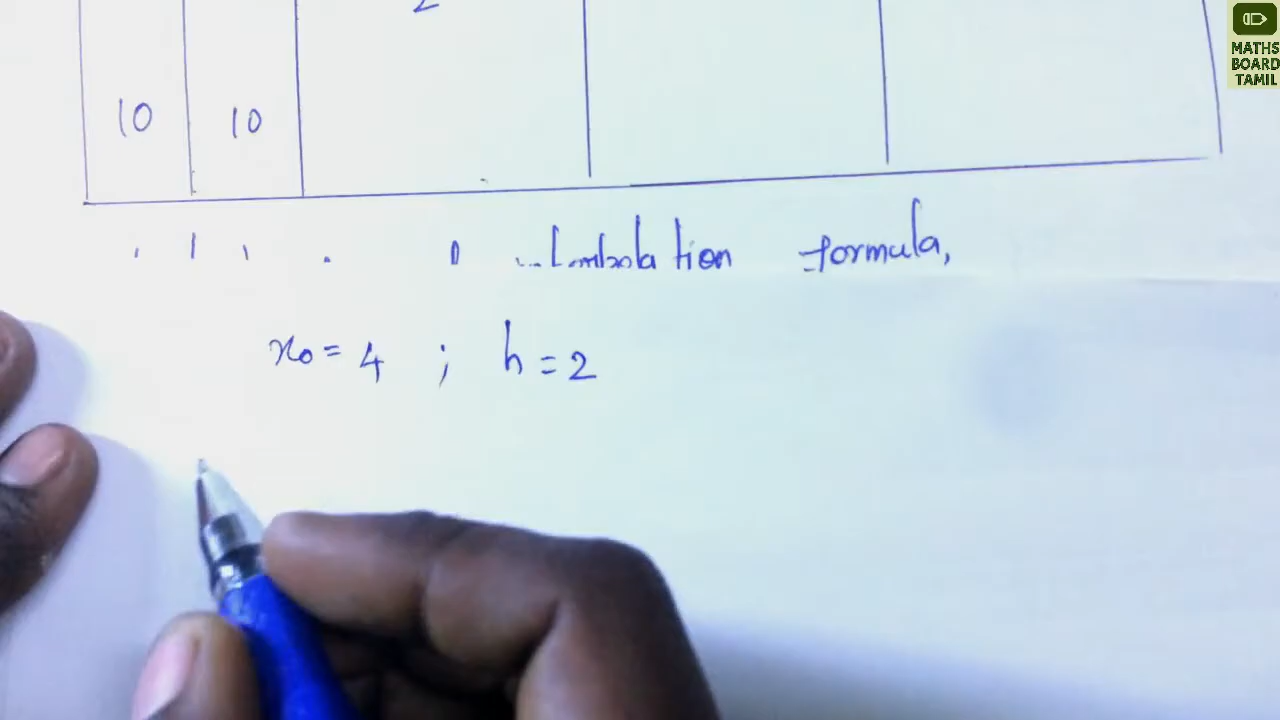 MATHS
BOARD
TAMIL
2
10 10
formula,
x₀ = 4 ; h = 2